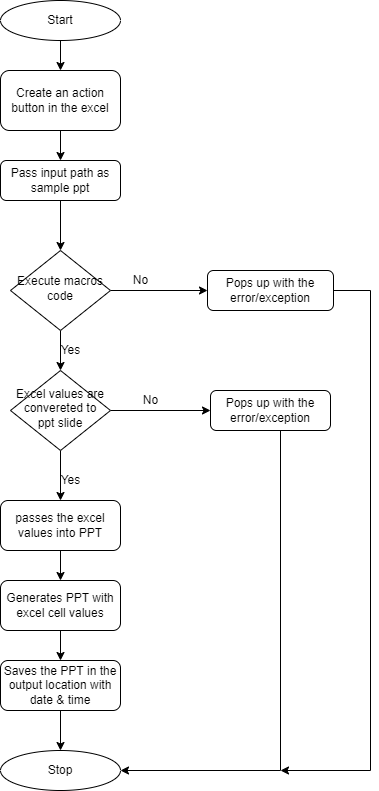 Start
Create an action
button in the excel
Pass input path as
sample ppt
Execute macros
code
No
Pops up with the
error/exception
Yes
Excel values are
convereted to
ppt slide
No
Pops up with the
error/exception
Yes
passes the excel
values into PPT
Generates PPT with
excel cell values
Saves the PPT in the
output location with
date & time
Stop